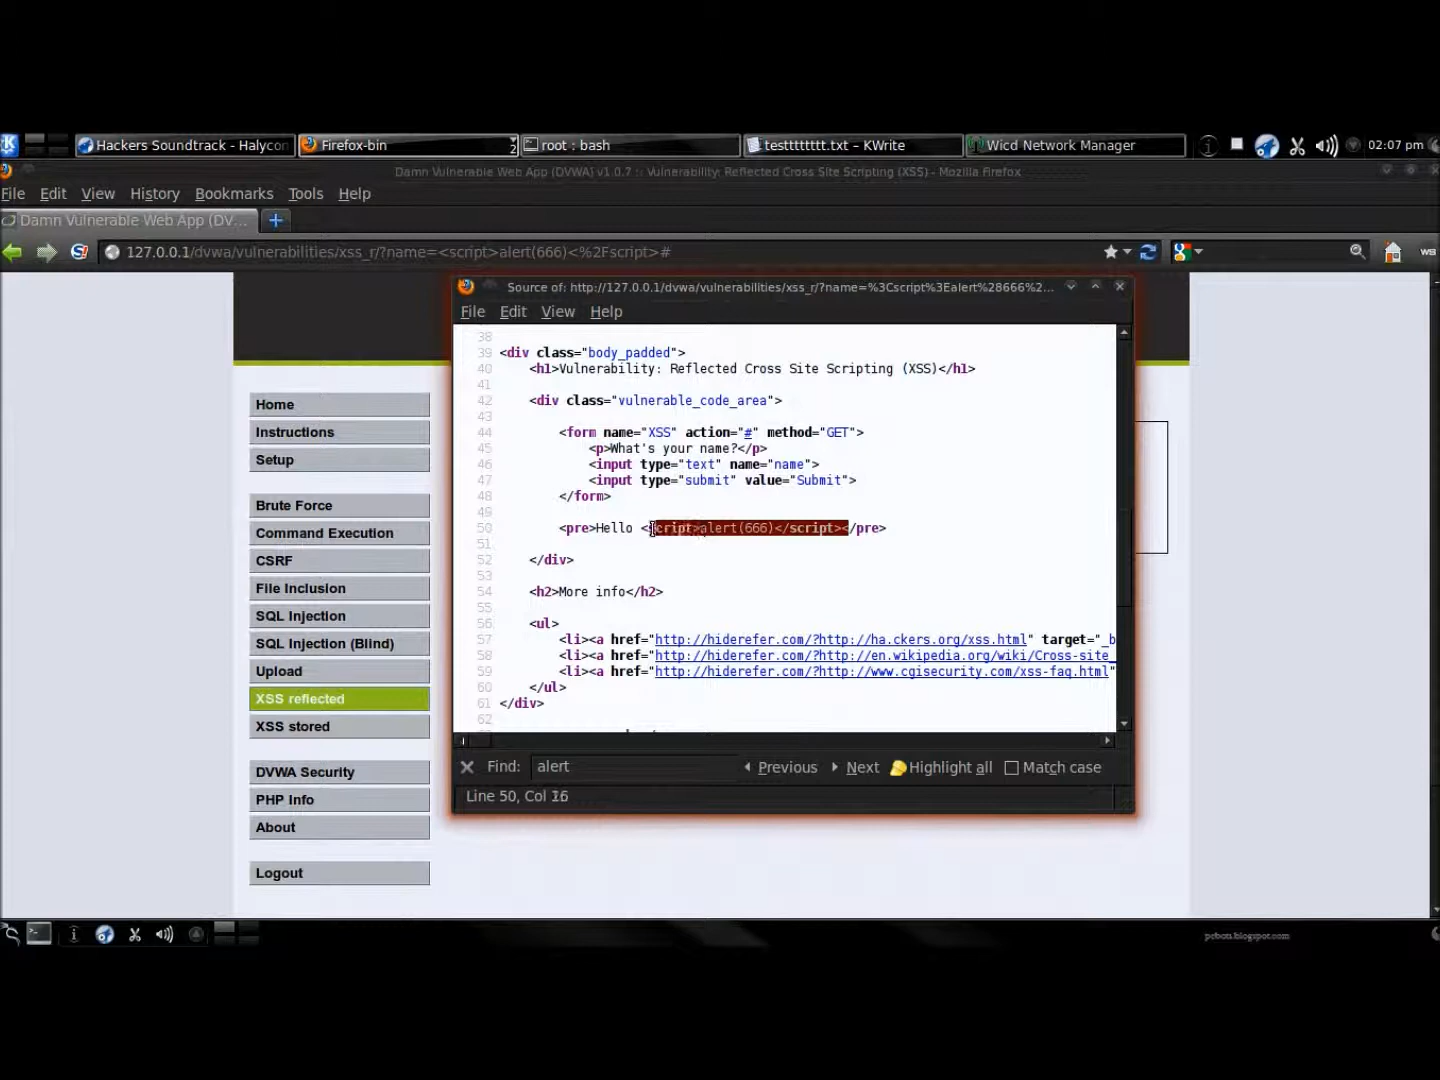 Hackers Soundtrack - Halycon
Firefox-bin
2
root : bash
testttttttt.txt – KWrite
Wicd Network Manager
02:07 pm
Damn Vulnerable Web App (DVWA) v1.0.7 :: Vulnerability: Reflected Cross Site Scripting (XSS) - Mozilla Firefox
File Edit View History Bookmarks Tools Help
Damn Vulnerable Web App (DV...
127.0.0.1/dvwa/vulnerabilities/xss_r/?name=<script>alert(666)<%2Fscript>#
Source of: http://127.0.0.1/dvwa/vulnerabilities/xss_r/?name=%3Cscript%3Ealert%28666%2...
File Edit View Help
38
39 <div class="body_padded">
40 <h1>Vulnerability: Reflected Cross Site Scripting (XSS)</h1>
41
42 <div class="vulnerable_code_area">
43
44 <form name="XSS" action="#" method="GET">
45 <p>What's your name?</p>
46 <input type="text" name="name">
47 <input type="submit" value="Submit">
48 </form>
49
50 <pre>Hello <script>alert(666)</script></pre>
51
52 </div>
53
54 <h2>More info</h2>
55
56 <ul>
57 <li><a href="http://hiderefer.com/?http://ha.ckers.org/xss.html" target="_b
58 <li><a href="http://hiderefer.com/?http://en.wikipedia.org/wiki/Cross-site_
59 <li><a href="http://hiderefer.com/?http://www.cgisecurity.com/xss-faq.html"
60 </ul>
61 </div>
62
Find: alert Previous Next Highlight all Match case
Line 50, Col
Home
Instructions
Setup
Brute Force
Command Execution
CSRF
File Inclusion
SQL Injection
SQL Injection (Blind)
Upload
XSS reflected
XSS stored
DVWA Security
PHP Info
About
Logout
pcbots.blogspot.com